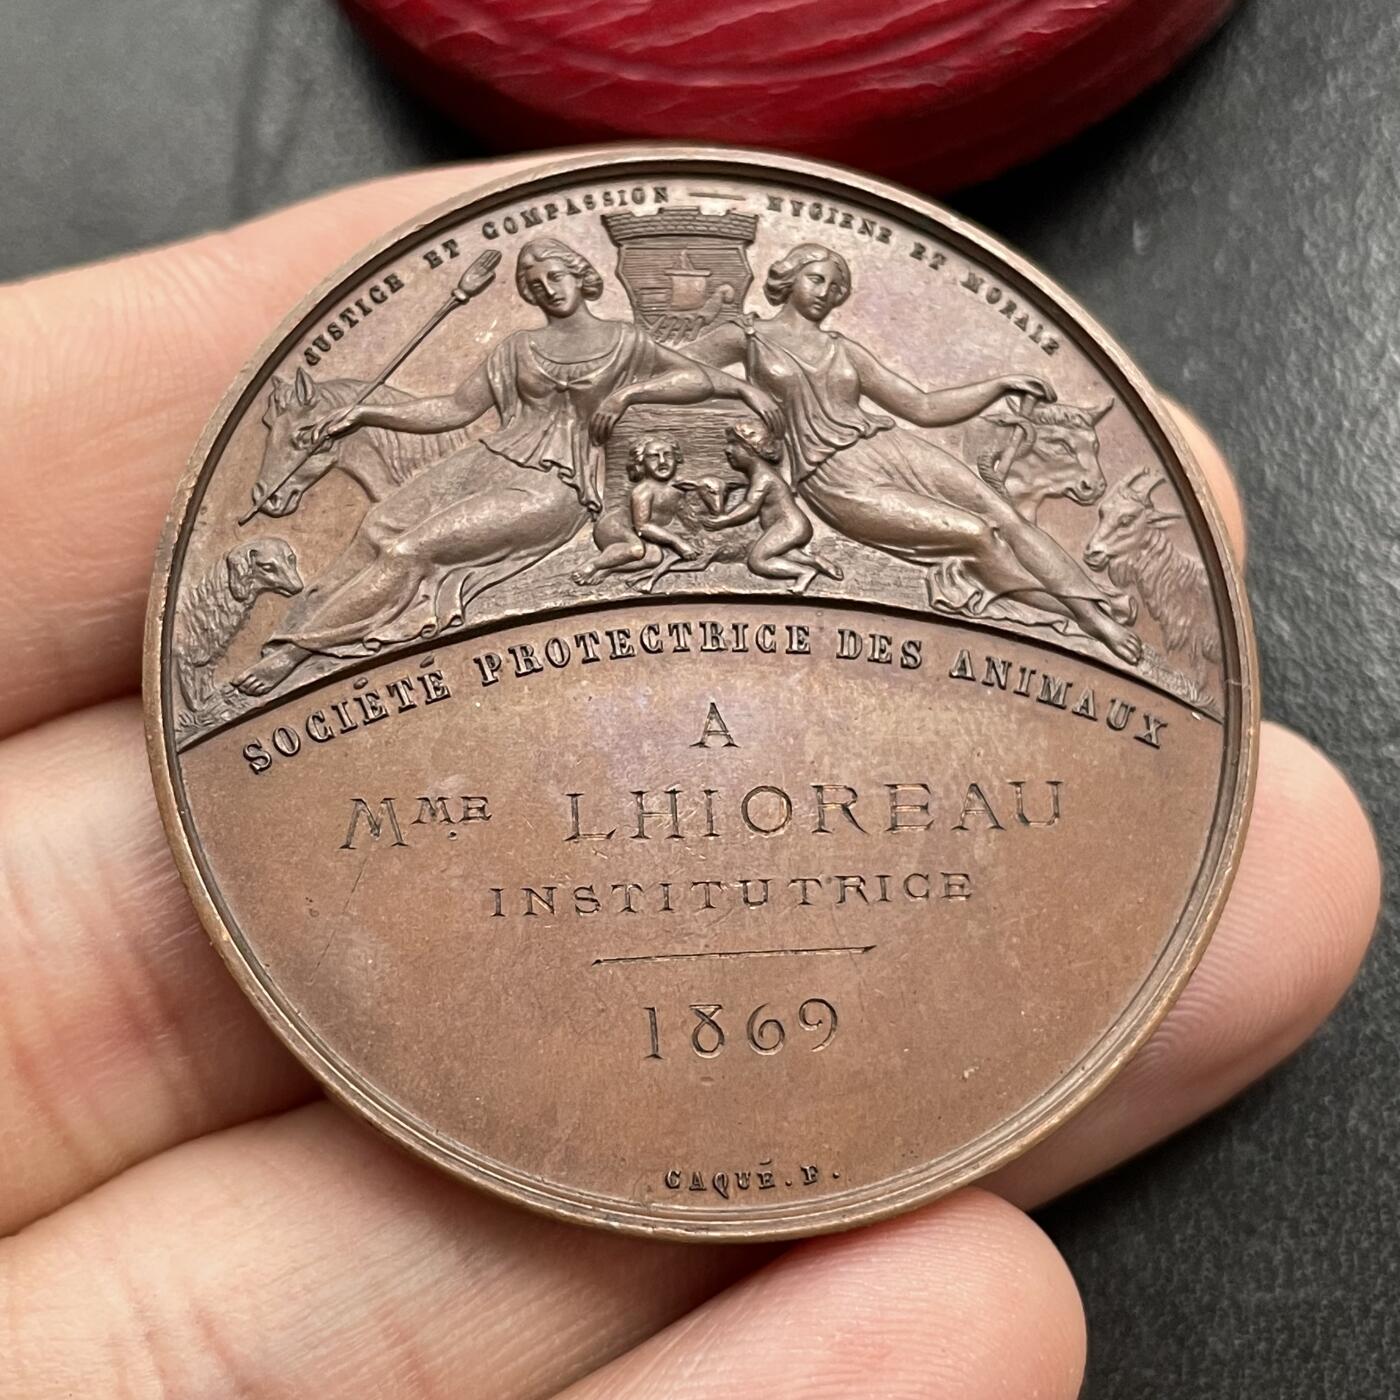 JUSTICE ET COMPASSION — HYGIENE ET MORALE
SOCIÉTÉ PROTECTRICE DES ANIMAUX
A
MME LHIOREAU
INSTITUTRICE
1869
CAQUÉ.F.